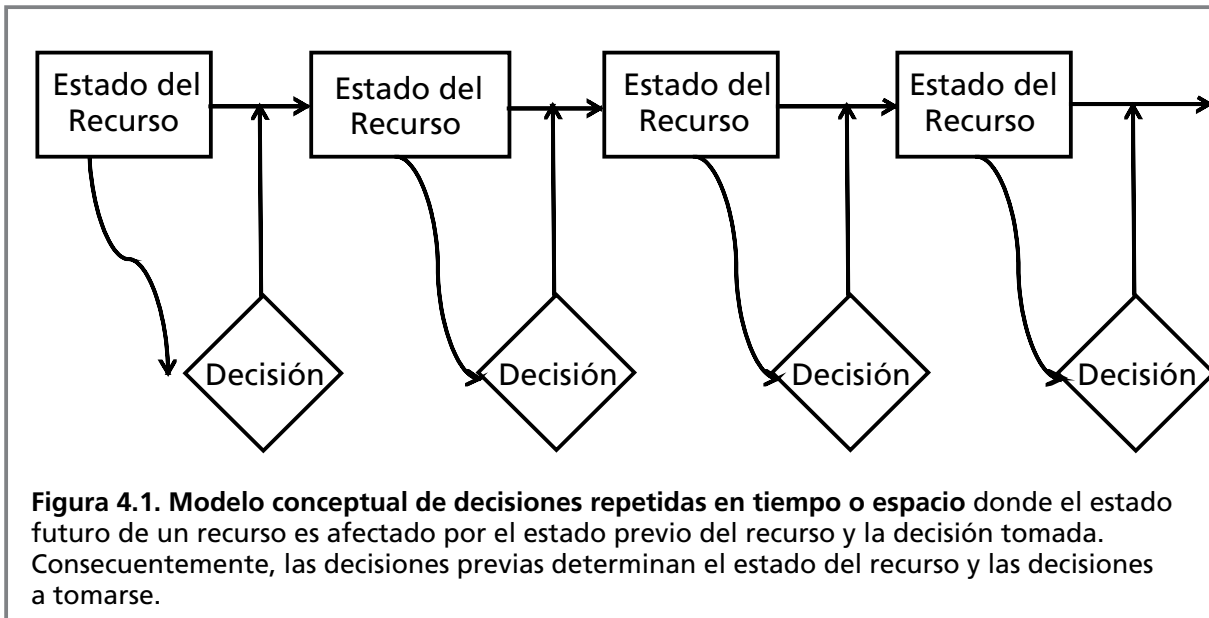 Estado del
Recurso
Estado del
Recurso
Estado del
Recurso
Estado del
Recurso
Decisión
Decisión
Decisión
Decisión
Figura 4.1. Modelo conceptual de decisiones repetidas en tiempo o espacio donde el estado
futuro de un recurso es afectado por el estado previo del recurso y la decisión tomada.
Consecuentemente, las decisiones previas determinan el estado del recurso y las decisiones
a tomarse.